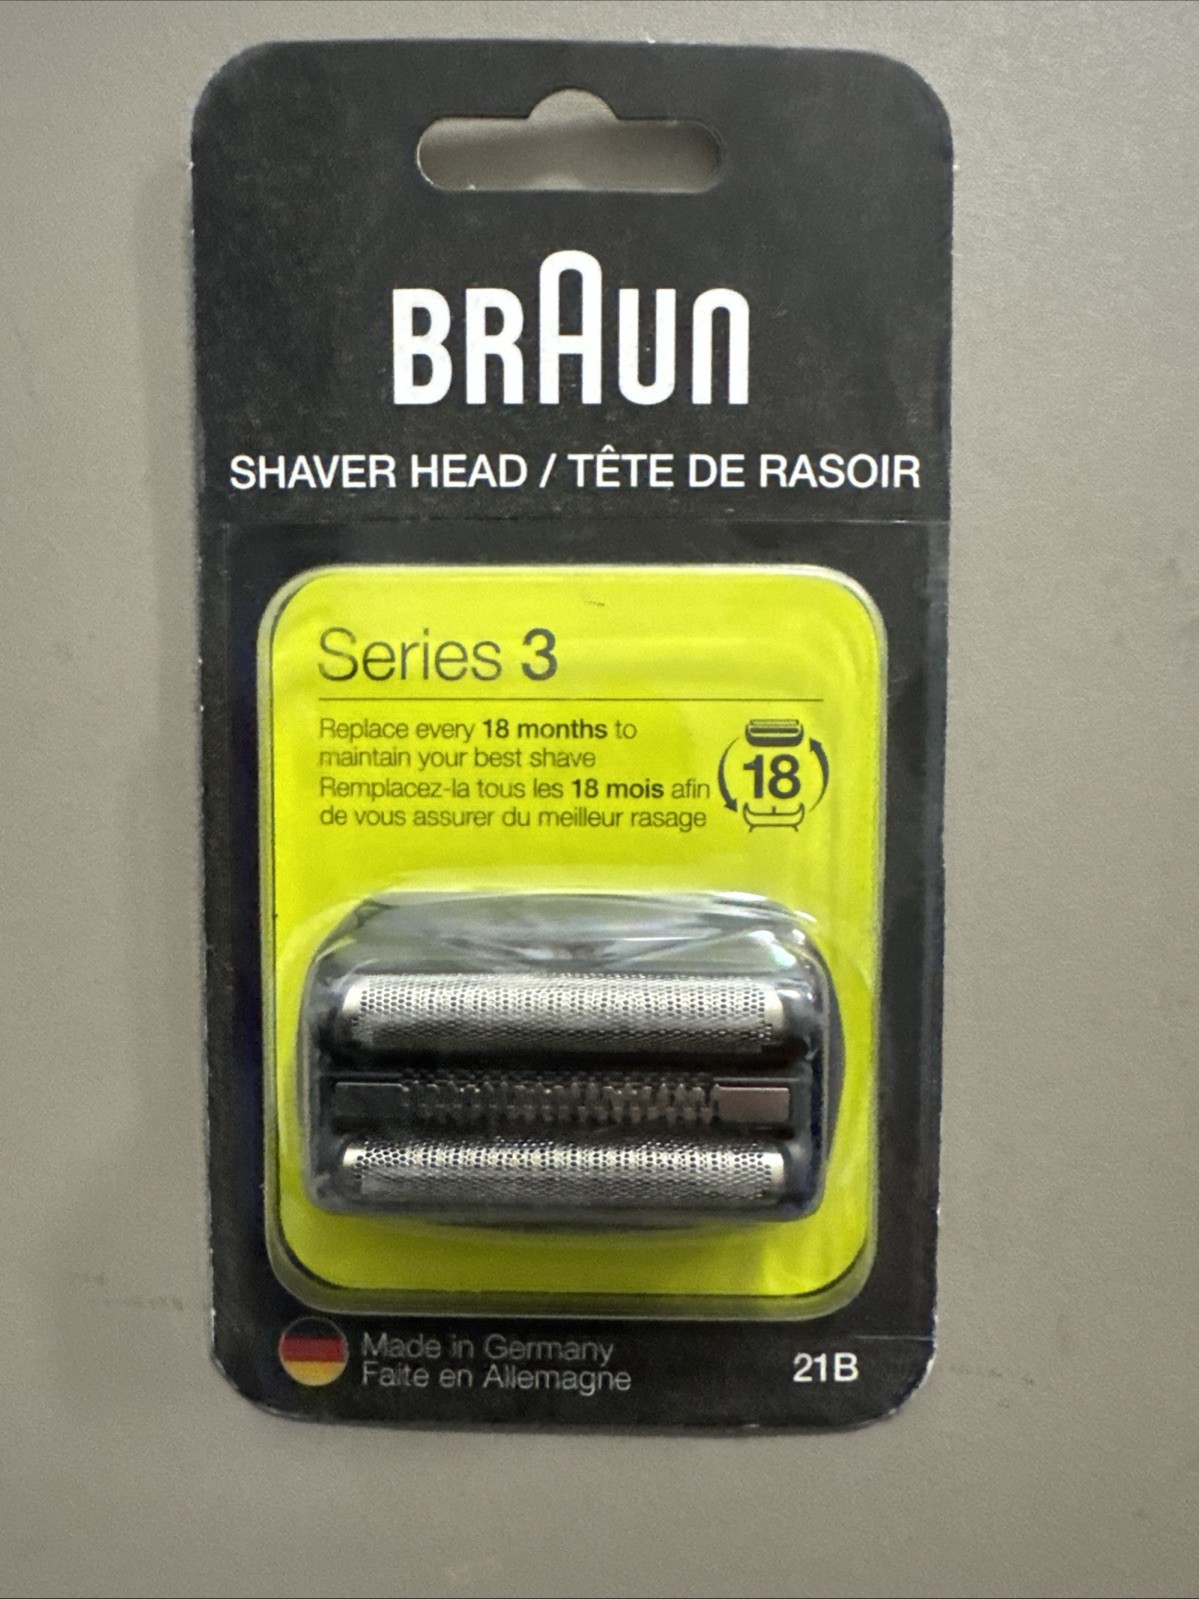 BRAUN
SHAVER HEAD / TÊTE DE RASOIR
Series 3
Replace every 18 months to
maintain your best shave
Remplacez-la tous les 18 mois afin
de vous assurer du meilleur rasage
18
Made in Germany
Faite en Allemagne
21B